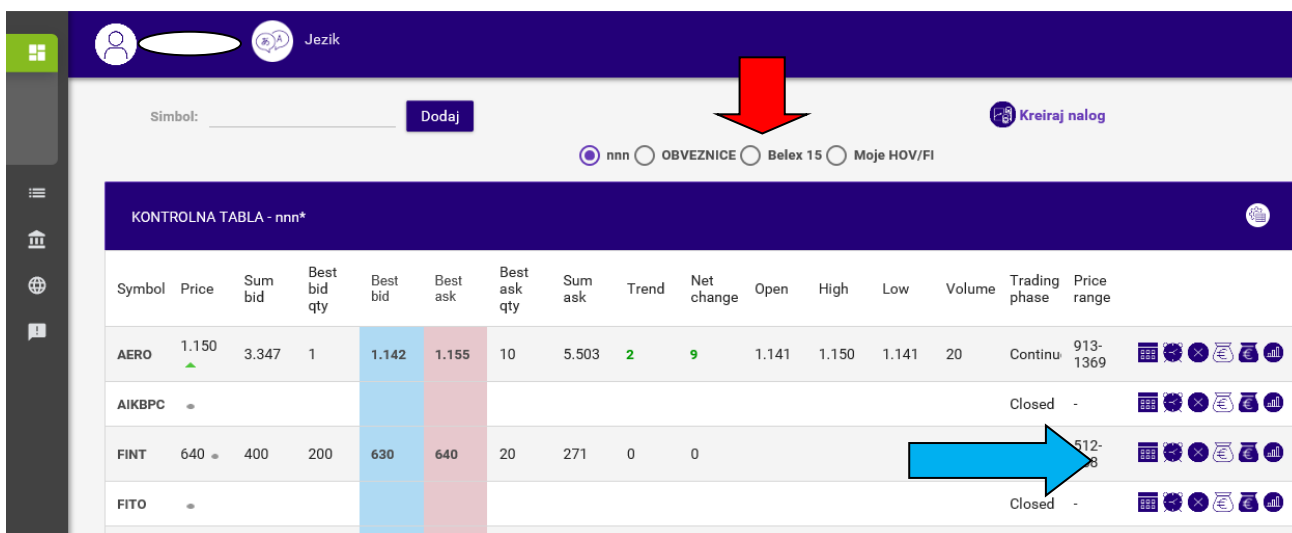 Jezik
Simbol: Dodaj Kreiraj nalog
nnn OBVEZNICE Belex 15 Moje HOV/FI
KONTROLNA TABLA - nnn*
Symbol Price Sum bid Best bid qty Best bid Best ask Best ask qty Sum ask Trend Net change Open High Low Volume Trading phase Price range
AERO 1.150 3.347 1 1.142 1.155 10 5.503 2 9 1.141 1.150 1.141 20 Continu 913-1369
AIKBPC Closed -
FINT 640 400 200 630 640 20 271 0 0 512-
FITO Closed -